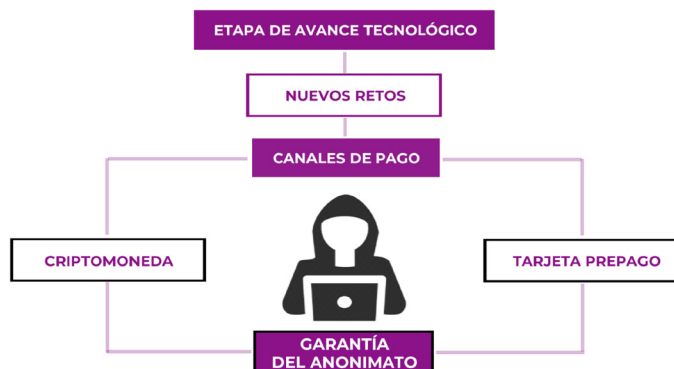 ETAPA DE AVANCE TECNOLÓGICO
NUEVOS RETOS
CANALES DE PAGO
CRIPTOMONEDA
TARJETA PREPAGO
GARANTÍA
DEL ANONIMATO